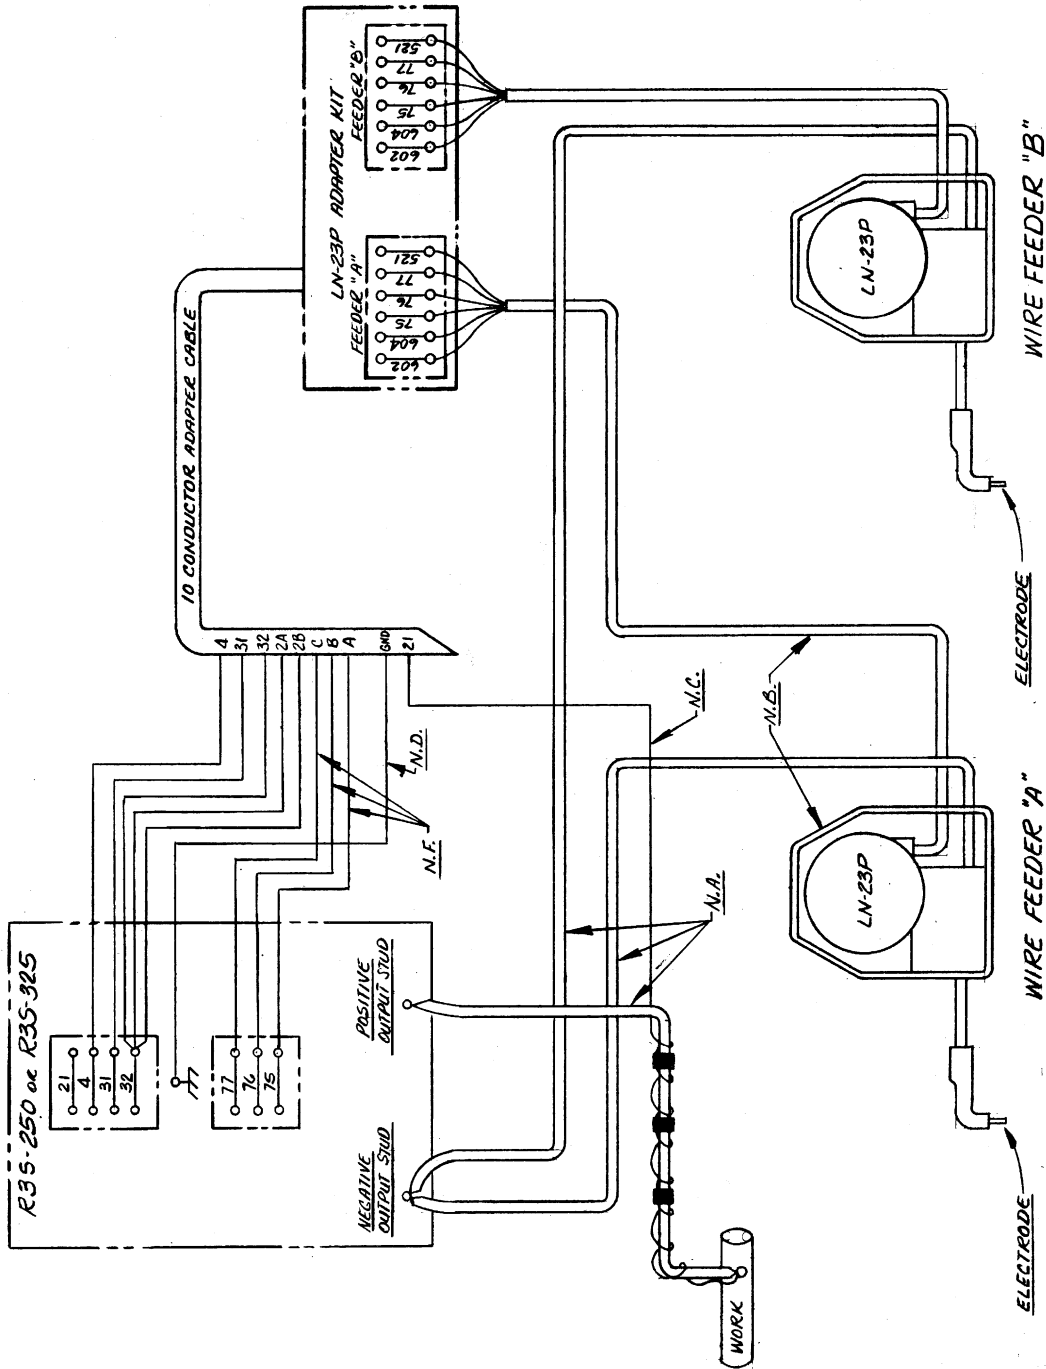 R3S-250 or R3S-325
21
4
31
32
77
76
75
NEGATIVE
OUTPUT STUD
POSITIVE
OUTPUT STUD
10 CONDUCTOR ADAPTER CABLE
4
31
32
2A
2B
C
B
A
GND
21
N.F.
N.D.
LN-23P ADAPTER KIT
FEEDER "A"
602
604
75
76
77
521
FEEDER "B"
602
604
75
76
77
521
N.A.
N.C.
N.B.
WORK
LN-23P
LN-23P
ELECTRODE
WIRE FEEDER "A"
ELECTRODE
WIRE FEEDER "B"